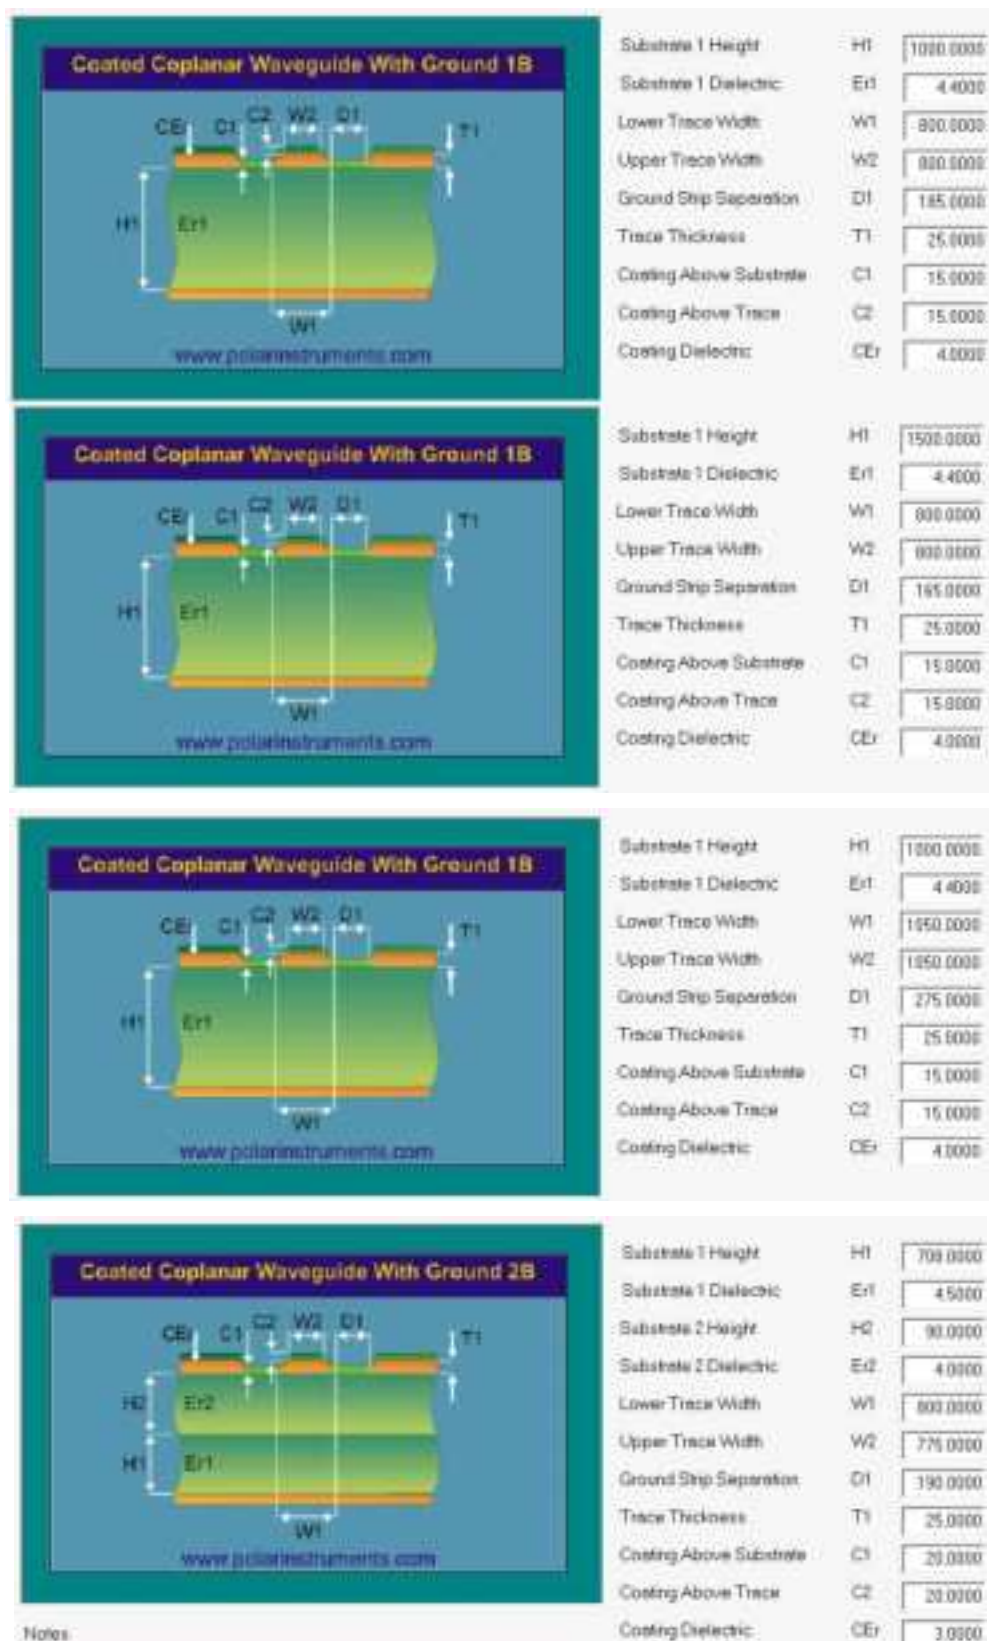 Coated Coplanar Waveguide With Ground 1B
CEr C1 C2 W2 D1 T1
H1 Er1
W1
www.polarinstruments.com
Substrate 1 Height H1 1000.0000
Substrate 1 Dielectric Er1 4.4000
Lower Trace Width W1 800.0000
Upper Trace Width W2 800.0000
Ground Strip Separation D1 185.0000
Trace Thickness T1 25.0000
Coating Above Substrate C1 15.0000
Coating Above Trace C2 15.0000
Coating Dielectric CEr 4.0000
Coated Coplanar Waveguide With Ground 1B
CEr C1 C2 W2 D1 T1
H1 Er1
W1
www.polarinstruments.com
Substrate 1 Height H1 1500.0000
Substrate 1 Dielectric Er1 4.4000
Lower Trace Width W1 800.0000
Upper Trace Width W2 800.0000
Ground Strip Separation D1 165.0000
Trace Thickness T1 25.0000
Coating Above Substrate C1 15.0000
Coating Above Trace C2 15.0000
Coating Dielectric CEr 4.0000
Coated Coplanar Waveguide With Ground 1B
CEr C1 C2 W2 D1 T1
H1 Er1
W1
www.polarinstruments.com
Substrate 1 Height H1 1000.0000
Substrate 1 Dielectric Er1 4.4000
Lower Trace Width W1
Upper Trace Width W2
Ground Strip Separation D1 275.0000
Trace Thickness T1 25.0000
Coating Above Substrate C1 15.0000
Coating Above Trace C2 15.0000
Coating Dielectric CEr 4.0000
Coated Coplanar Waveguide With Ground 2B
CEr C1 C2 W2 D1 T1
H2 Er2
H1 Er1
W1
www.polarinstruments.com
Substrate 1 Height H1
Substrate 1 Dielectric Er1 4.5000
Substrate 2 Height H2 90.0000
Substrate 2 Dielectric Er2 4.0000
Lower Trace Width W1 800.0000
Upper Trace Width W2 775.0000
Ground Strip Separation D1 190.0000
Trace Thickness T1 25.0000
Coating Above Substrate C1 20.0000
Coating Above Trace C2 20.0000
Coating Dielectric CEr 3.0000
Notes